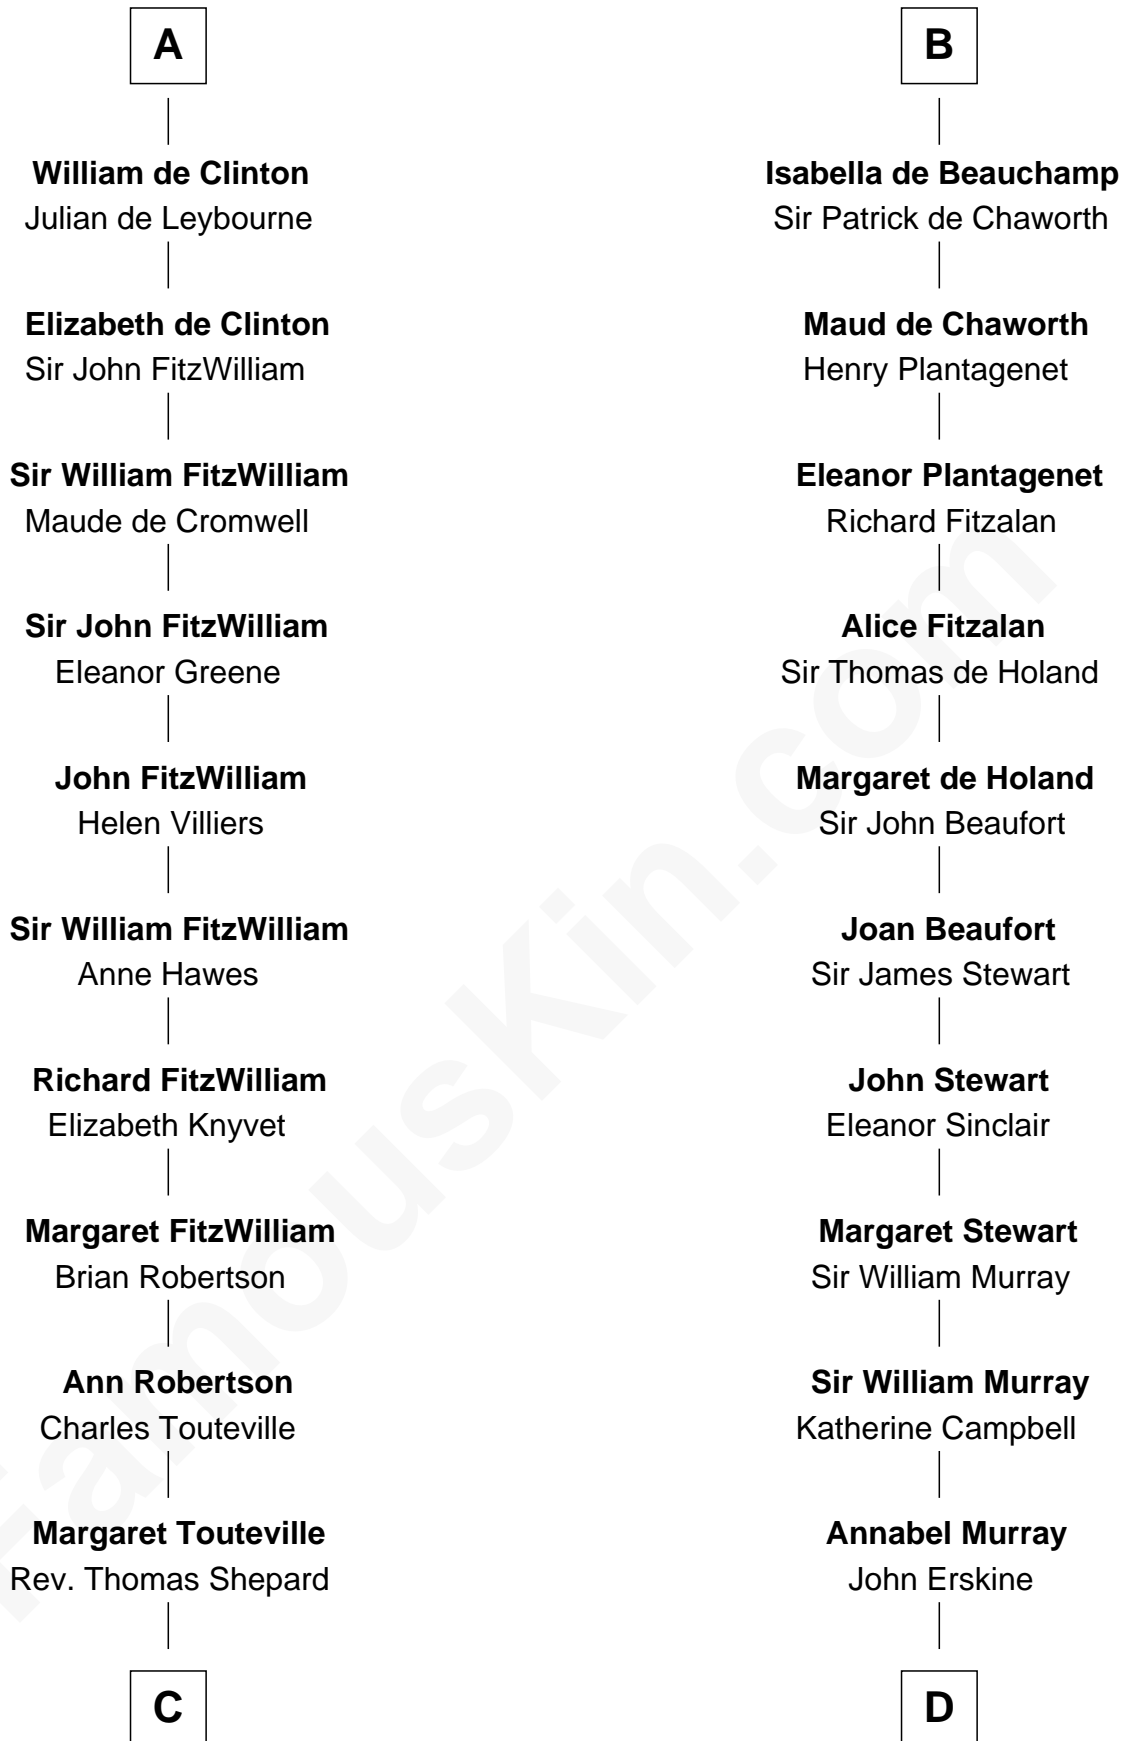 A
William de Clinton
Julian de Leybourne
Elizabeth de Clinton
Sir John FitzWilliam
Sir William FitzWilliam
Maude de Cromwell
Sir John FitzWilliam
Eleanor Greene
John FitzWilliam
Helen Villiers
Sir William FitzWilliam
Anne Hawes
Richard FitzWilliam
Elizabeth Knyvet
Margaret FitzWilliam
Brian Robertson
Ann Robertson
Charles Touteville
Margaret Touteville
Rev. Thomas Shepard
C
B
Isabella de Beauchamp
Sir Patrick de Chaworth
Maud de Chaworth
Henry Plantagenet
Eleanor Plantagenet
Richard Fitzalan
Alice Fitzalan
Sir Thomas de Holand
Margaret de Holand
Sir John Beaufort
Joan Beaufort
Sir James Stewart
John Stewart
Eleanor Sinclair
Margaret Stewart
Sir William Murray
Sir William Murray
Katherine Campbell
Annabel Murray
John Erskine
D
FamousKin.com